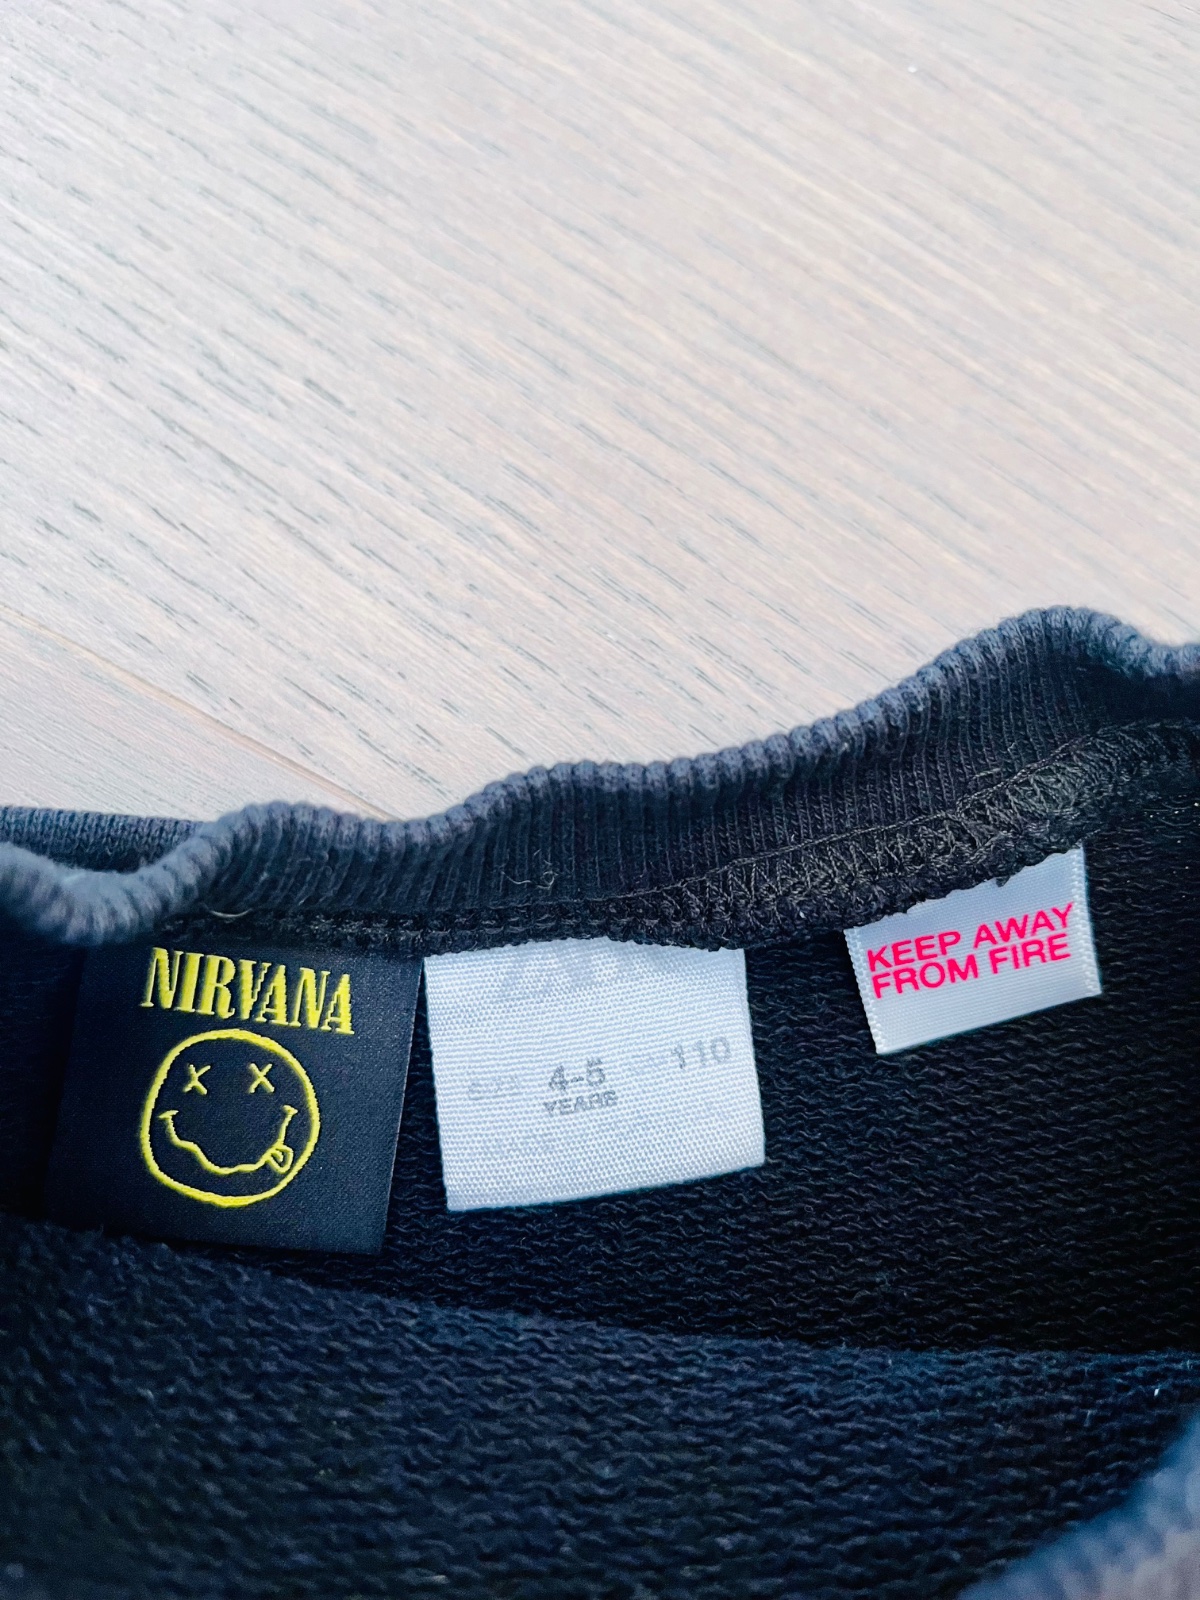 NIRVANA
x x
4-5 110
YEARS
KEEP AWAY
FROM FIRE